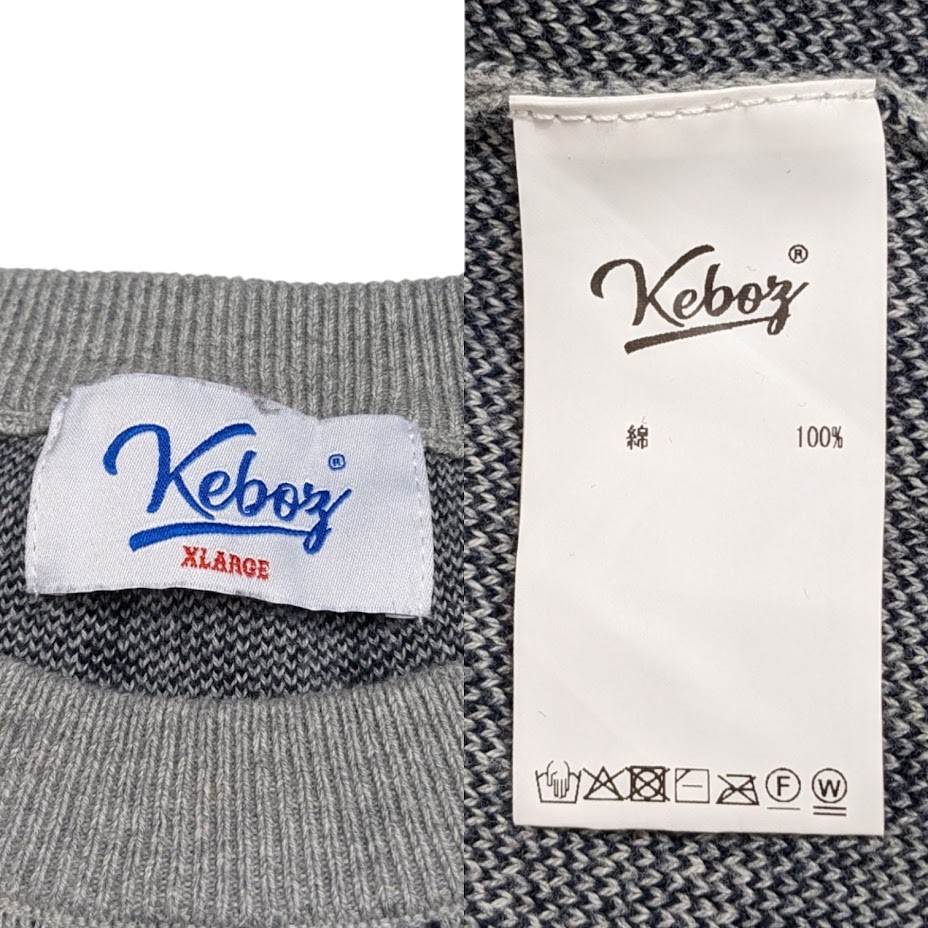 Keboz®
XLARGE
Keboz®
綿 100%
F W